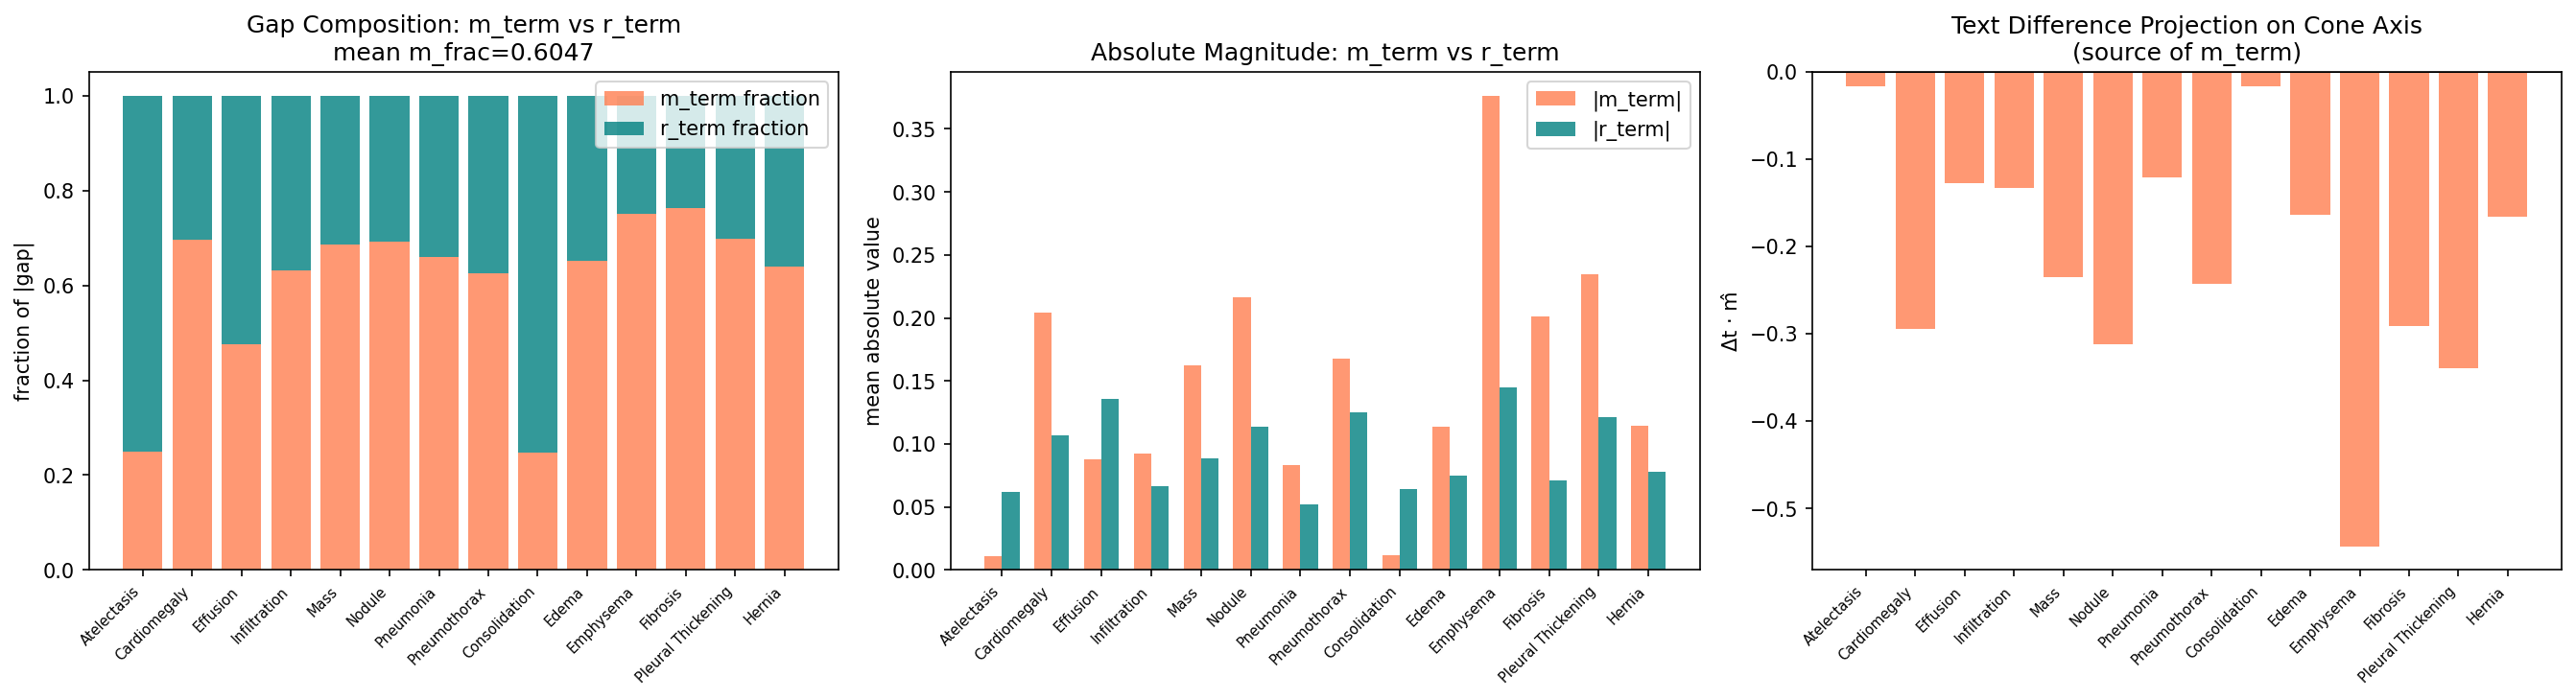 Gap Composition: m_term vs r_term
mean m_frac=0.6047
m_term fraction
r_term fraction
fraction of |gap|
1.0
0.8
0.6
0.4
0.2
0.0
Atelectasis
Cardiomegaly
Effusion
Infiltration
Mass
Nodule
Pneumonia
Pneumothorax
Consolidation
Edema
Emphysema
Fibrosis
Pleural Thickening
Hernia
Absolute Magnitude: m_term vs r_term
|m_term|
|r_term|
mean absolute value
0.35
0.30
0.25
0.20
0.15
0.10
0.05
0.00
Atelectasis
Cardiomegaly
Effusion
Infiltration
Mass
Nodule
Pneumonia
Pneumothorax
Consolidation
Edema
Emphysema
Fibrosis
Pleural Thickening
Hernia
Text Difference Projection on Cone Axis
(source of m_term)
Δt · m̂
0.0
−0.1
−0.2
−0.3
−0.4
−0.5
Atelectasis
Cardiomegaly
Effusion
Infiltration
Mass
Nodule
Pneumonia
Pneumothorax
Consolidation
Edema
Emphysema
Fibrosis
Pleural Thickening
Hernia